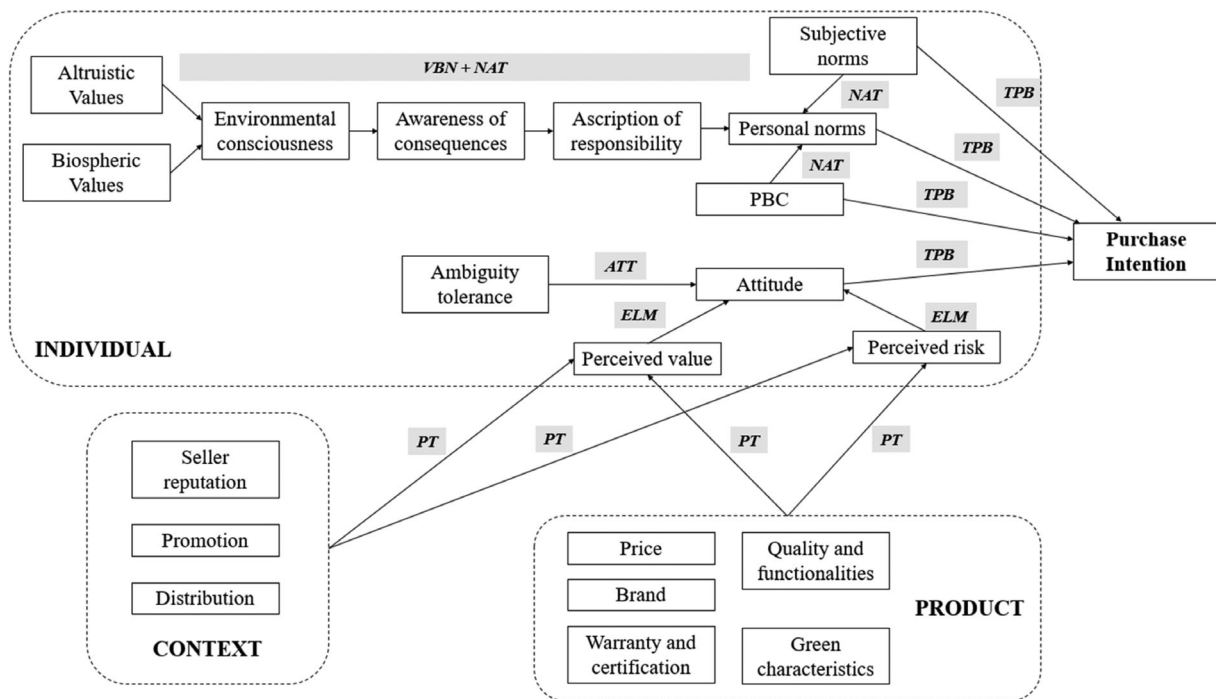 Subjective
norms
VBN + NAT
Altruistic
Values
NAT
TPB
Environmental
consciousness
Awareness of
consequences
Ascription of
responsibility
Personal norms
TPB
Biospheric
Values
NAT
PBC
TPB
Purchase
Intention
Ambiguity
tolerance
ATT
Attitude
TPB
ELM
ELM
INDIVIDUAL
Perceived value
Perceived risk
PT
PT
PT
PT
Seller
reputation
Promotion
Distribution
CONTEXT
Price
Quality and
functionalities
Brand
PRODUCT
Warranty and
certification
Green
characteristics